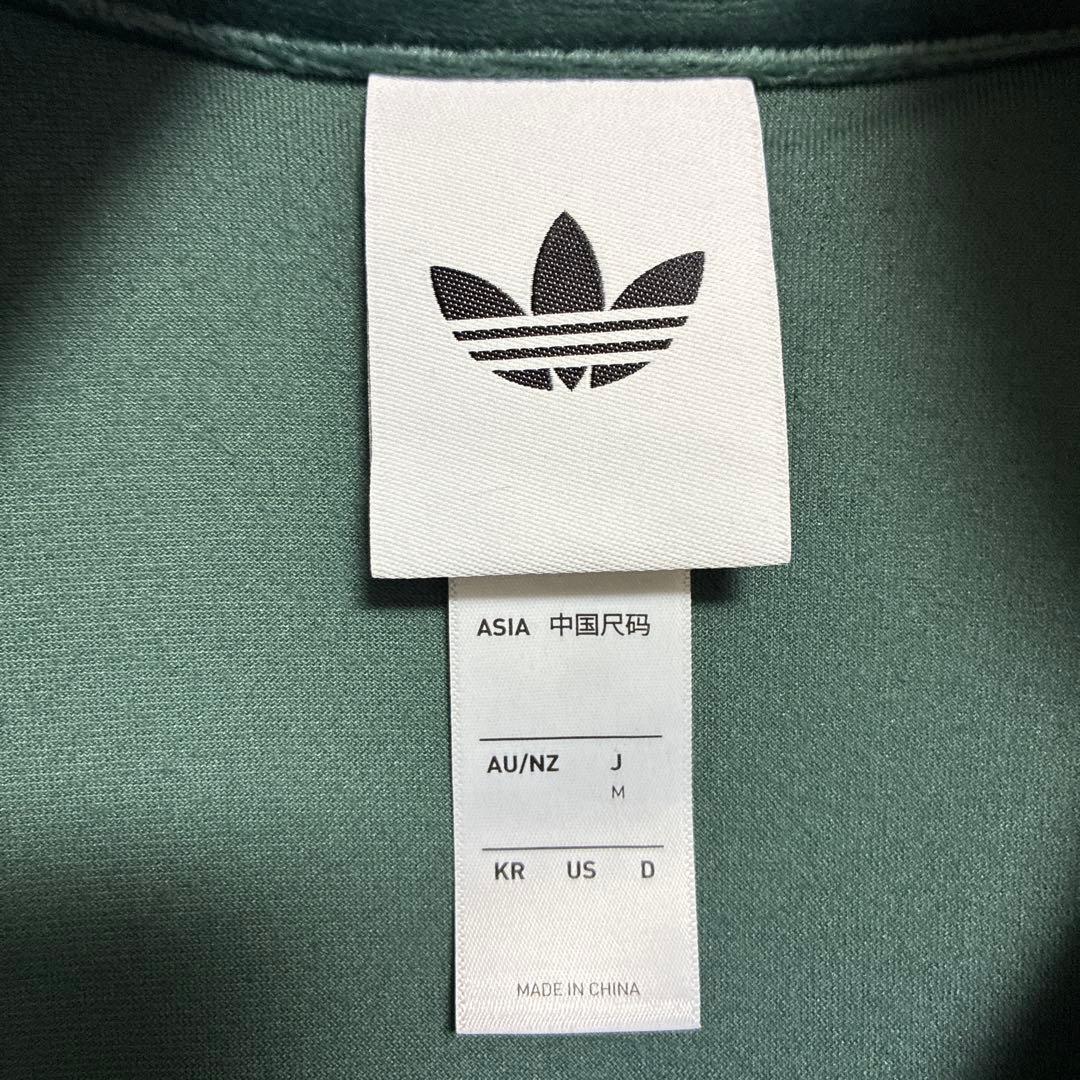 ASIA 中国尺码
AU/NZ J
M
KR US D
MADE IN CHINA